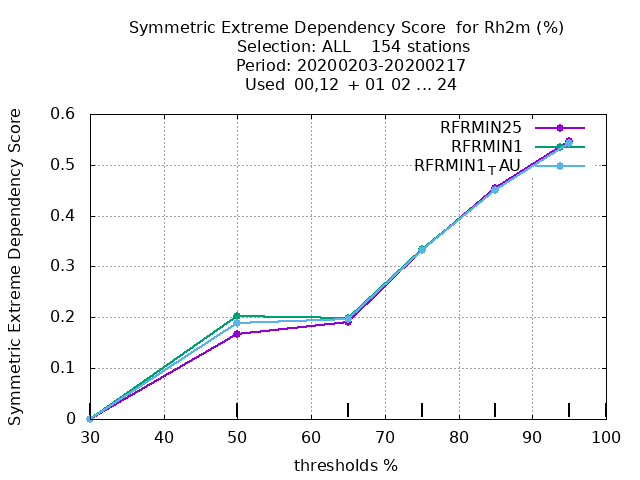 Symmetric Extreme Dependency Score  for Rh2m (%)
Selection: ALL    154 stations
Period: 20200203-20200217
Used  00,12  + 01 02 ... 24
Symmetric Extreme Dependency Score
0.6
0.5
0.4
0.3
0.2
0.1
0
RFRMIN25
RFRMIN1
RFRMIN1TAU
30 40 50 60 70 80 90 100
thresholds %